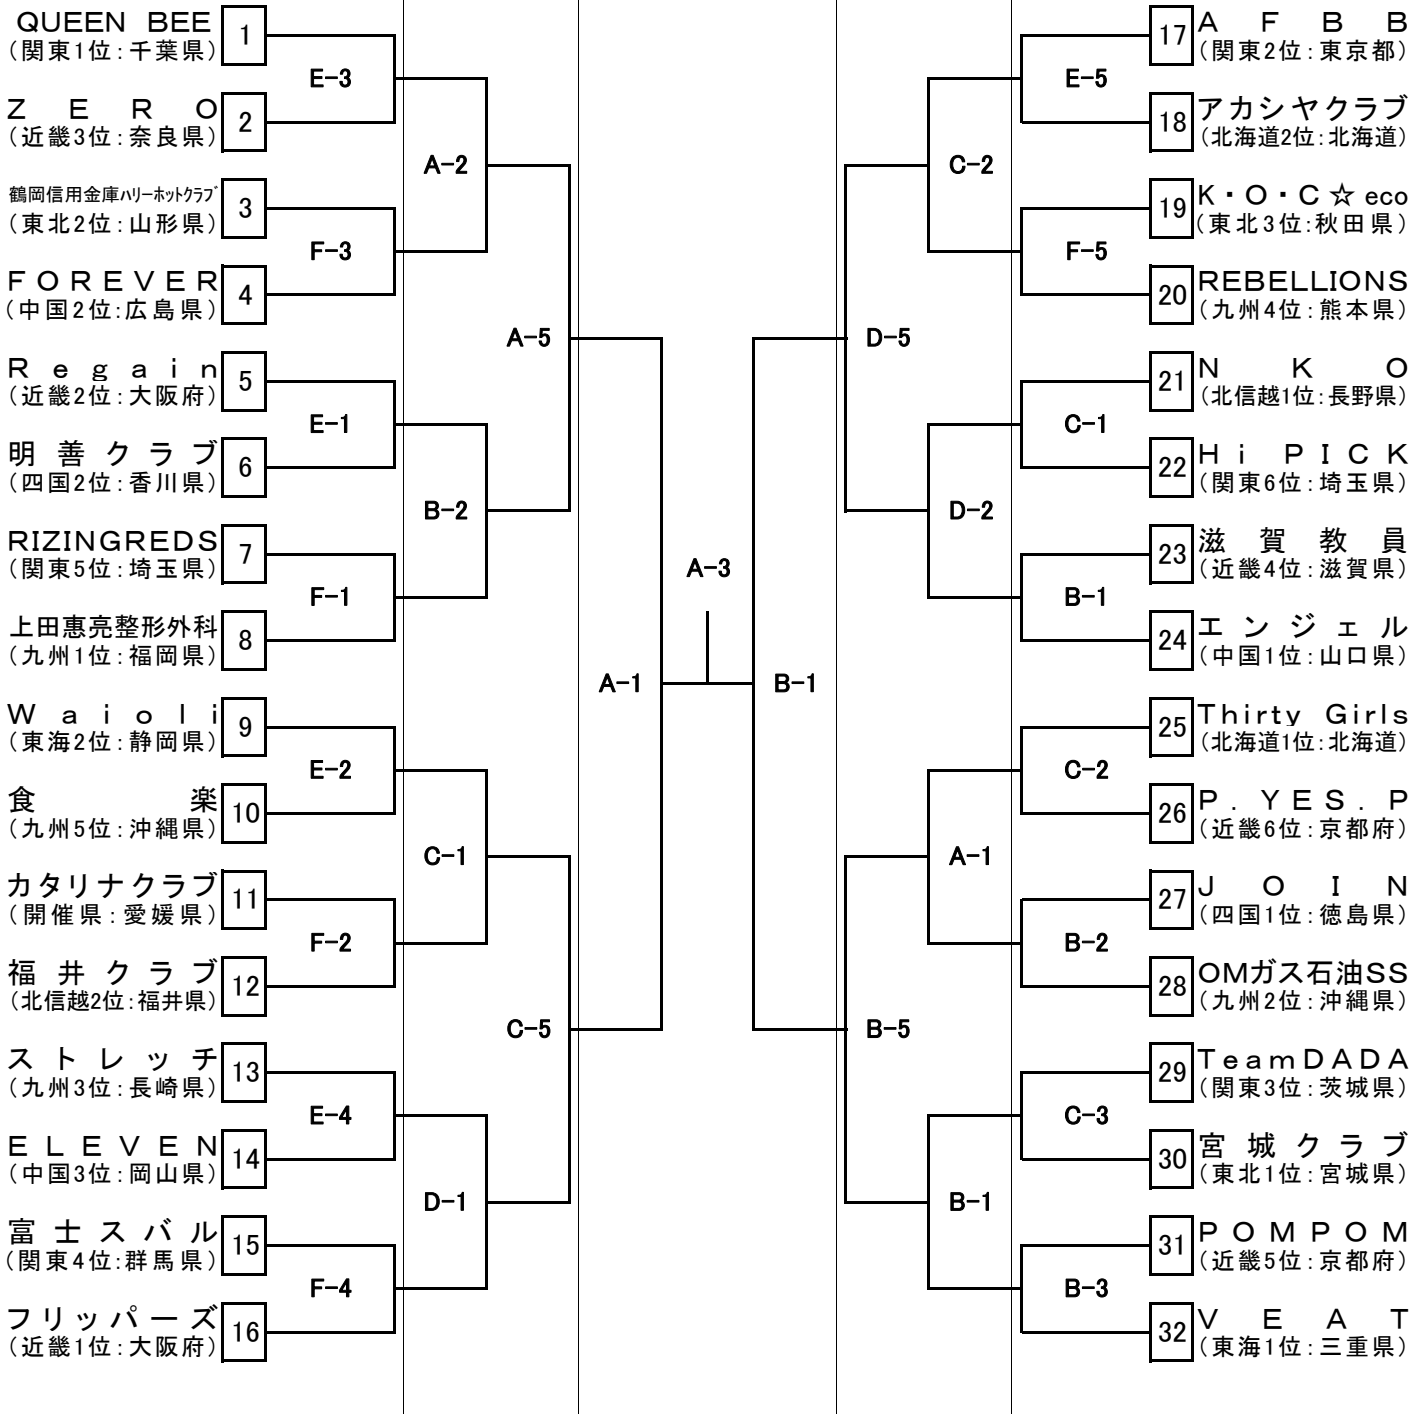 QUEEN BEE
(関東1位:千葉県)
1
E-3
ZERO
(近畿3位:奈良県)
2
A-2
鶴岡信用金庫ハリーホットクラブ
(東北2位:山形県)
3
F-3
FOREVER
(中国2位:広島県)
4
A-5
Regain
(近畿2位:大阪府)
5
E-1
明善クラブ
(四国2位:香川県)
6
B-2
RIZINGREDS
(関東5位:埼玉県)
7
F-1
上田惠亮整形外科
(九州1位:福岡県)
8
A-1
Waioli
(東海2位:静岡県)
9
E-2
食楽
(九州5位:沖縄県)
10
C-1
カタリナクラブ
(開催県:愛媛県)
11
F-2
福井クラブ
(北信越2位:福井県)
12
C-5
ストレッチ
(九州3位:長崎県)
13
E-4
ELEVEN
(中国3位:岡山県)
14
D-1
富士スバル
(関東4位:群馬県)
15
F-4
フリッパーズ
(近畿1位:大阪府)
16
A-3
17
AFBB
(関東2位:東京都)
E-5
18
アカシヤクラブ
(北海道2位:北海道)
C-2
19
K・O・C☆eco
(東北3位:秋田県)
F-5
20
REBELLIONS
(九州4位:熊本県)
D-5
21
NKO
(北信越1位:長野県)
C-1
22
Hi PICK
(関東6位:埼玉県)
D-2
23
滋賀教員
(近畿4位:滋賀県)
B-1
24
エンジェル
(中国1位:山口県)
B-1
25
Thirty Girls
(北海道1位:北海道)
C-2
26
P.YES.P
(近畿6位:京都府)
A-1
27
JOIN
(四国1位:徳島県)
B-2
28
OMガス石油SS
(九州2位:沖縄県)
B-5
29
TeamDADA
(関東3位:茨城県)
C-3
30
宮城クラブ
(東北1位:宮城県)
B-1
31
POMPOM
(近畿5位:京都府)
B-3
32
VEAT
(東海1位:三重県)